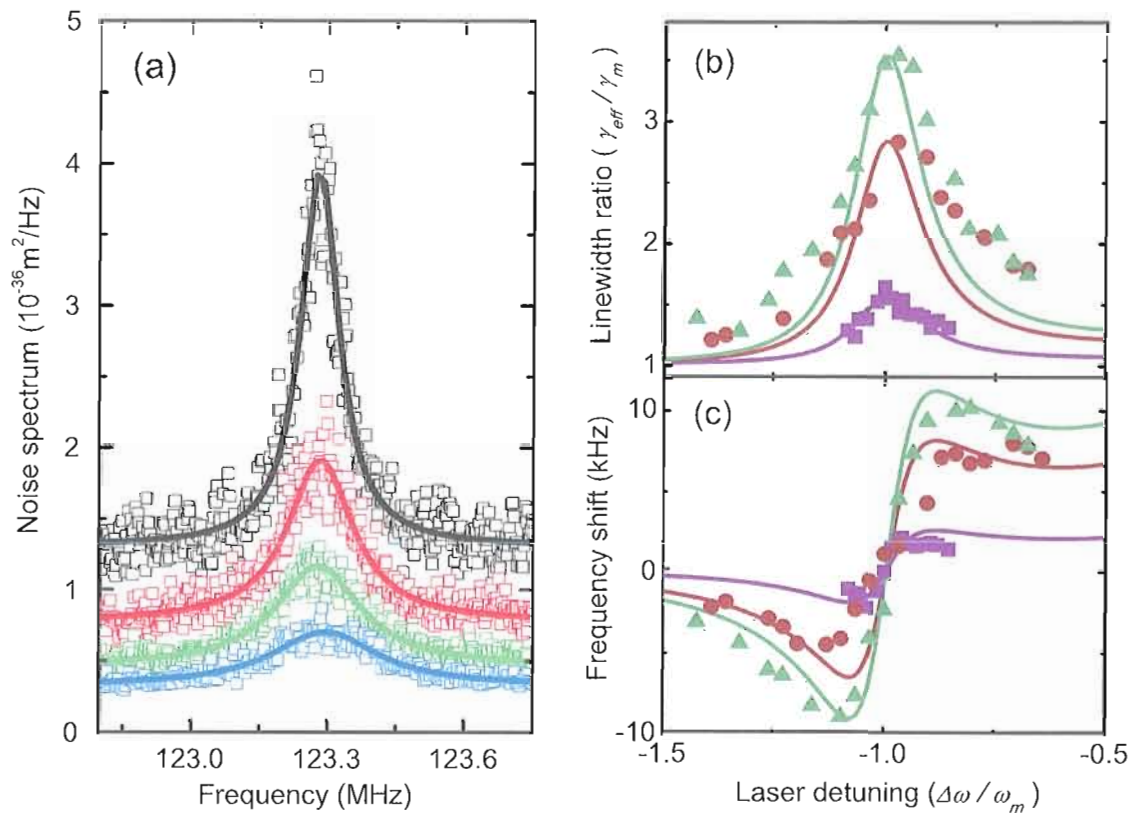 (a)
Noise spectrum (10⁻³⁶m²/Hz)
5
4
3
2
1
0
123.0 123.3 123.6
Frequency (MHz)
(b)
Linewidth ratio ( γeff / γm )
3
2
1
(c)
Frequency shift (kHz)
10
0
-10
-1.5 -1.0 -0.5
Laser detuning (Δω / ωm)